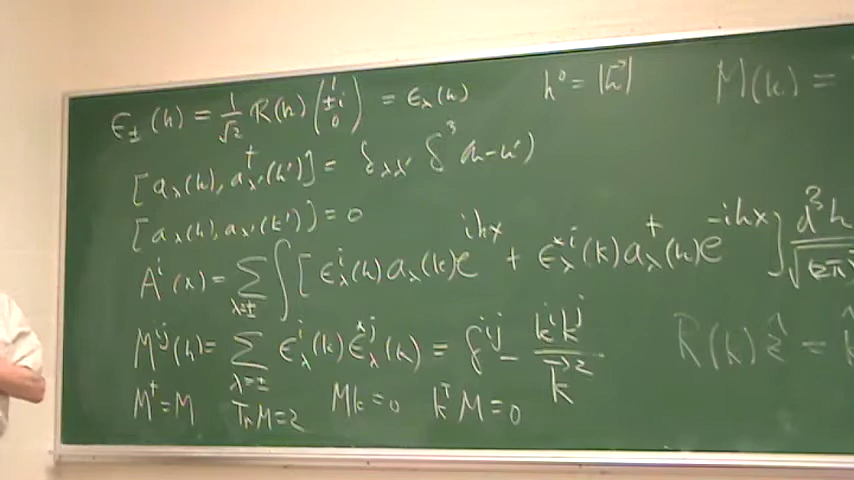 ϵ±(k) = 1/√2 R(k) (1 ±i 0) = ϵλ(k)
k⁰ = |k⃗|
M(k) =
[aλ(k), a†λ'(k')] = δλλ' δ³(k-k')
[aλ(k), aλ'(k')] = 0
Aⁱ(x) = Σλ=± ∫ [ϵⁱλ(k) aλ(k) e^ikx + ϵ*ⁱλ(k) a†λ(k) e^-ikx] d³k
Mⁱʲ(k) = Σλ=± ϵⁱλ(k) ϵ*ʲλ(k) = δⁱʲ - kⁱkʲ/k⃗²
R(k) ẑ =
M† = M   Tr M = 2   Mk = 0   kᵀM = 0